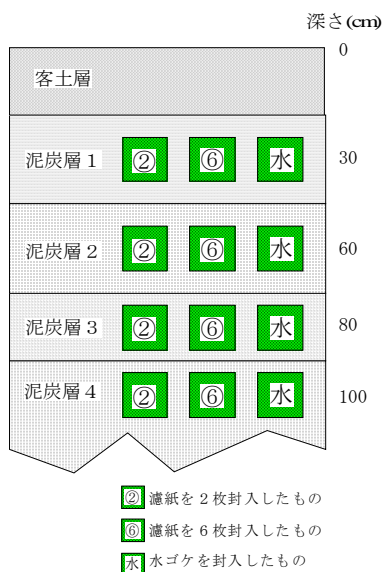 深さ(cm)
0
客土層
泥炭層1 ② ⑥ 水 30
泥炭層2 ② ⑥ 水 60
泥炭層3 ② ⑥ 水 80
泥炭層4 ② ⑥ 水 100
② 濾紙を2枚封入したもの
⑥ 濾紙を6枚封入したもの
水 水ゴケを封入したもの